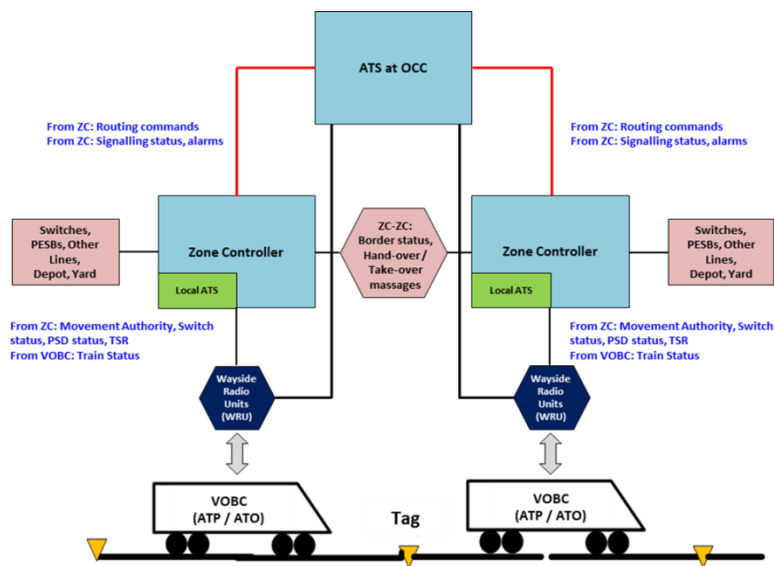 ATS at OCC
From ZC: Routing commands
From ZC: Signalling status, alarms
From ZC: Routing commands
From ZC: Signalling status, alarms
Switches,
PESBs, Other
Lines,
Depot, Yard
Zone Controller
Local ATS
ZC-ZC:
Border status,
Hand-over /
Take-over
massages
Zone Controller
Local ATS
Switches,
PESBs, Other
Lines,
Depot, Yard
From ZC: Movement Authority, Switch
status, PSD status, TSR
From VOBC: Train Status
From ZC: Movement Authority, Switch
status, PSD status, TSR
From VOBC: Train Status
Wayside
Radio
Units
(WRU)
Wayside
Radio
Units
(WRU)
VOBC
(ATP / ATO)
Tag
VOBC
(ATP / ATO)